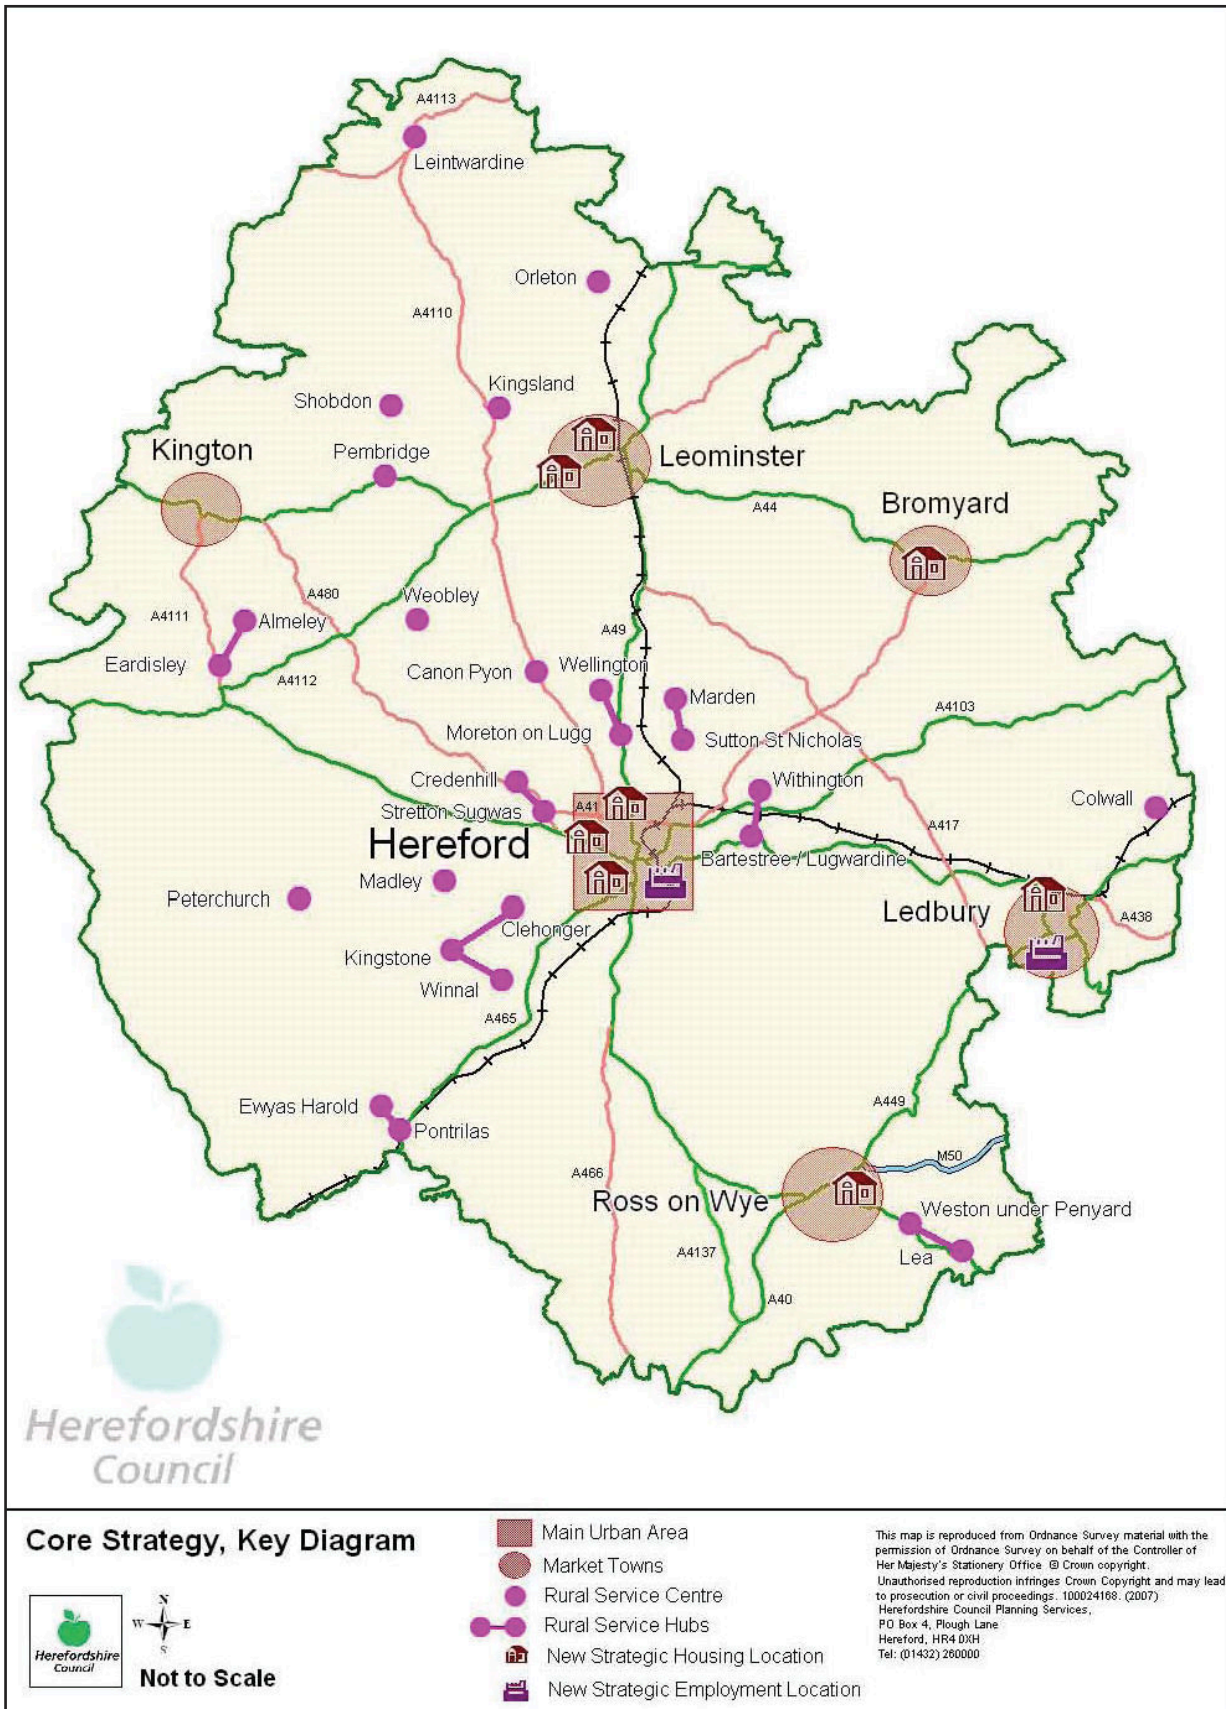 A4113
Leintwardine
Orleton
A4110
Kingsland
Shobdon
Kington
Pembridge
Leominster
Bromyard
A44
A480
Weobley
A4111
Almeley
A49
Eardisley
Canon Pyon
Wellington
A4112
Marden
A4103
Moreton on Lugg
Sutton St Nicholas
Credenhill
Withington
Colwall
Stretton Sugwas
A41
A417
Hereford
Bartestree / Lugwardine
Madley
Peterchurch
Ledbury
A438
Clehonger
Kingstone
Winnal
A465
Ewyas Harold
A449
Pontrilas
M50
A466
Ross on Wye
Weston under Penyard
A4137
Lea
A40
Herefordshire
Council
Core Strategy, Key Diagram
Herefordshire
Council
N
W E
S
Not to Scale
Main Urban Area
Market Towns
Rural Service Centre
Rural Service Hubs
New Strategic Housing Location
New Strategic Employment Location
This map is reproduced from Ordnance Survey material with the
permission of Ordnance Survey on behalf of the Controller of
Her Majesty's Stationery Office © Crown copyright.
Unauthorised reproduction infringes Crown Copyright and may lead
to prosecution or civil proceedings. 100024168. (2007)
Herefordshire Council Planning Services,
PO Box 4, Plough Lane
Hereford, HR4 0XH
Tel: (01432) 260000